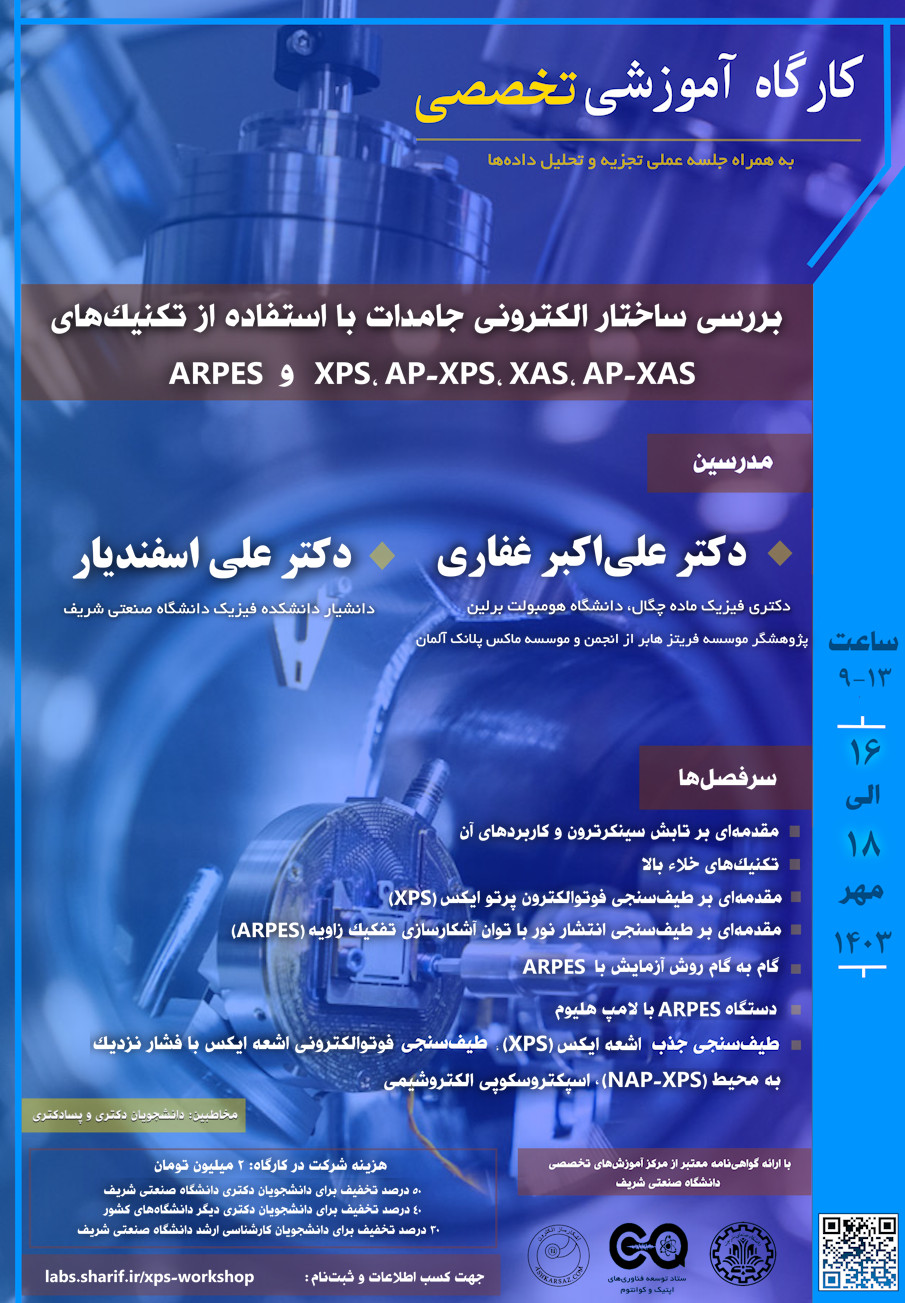 کارگاه آموزشی تخصصی
به همراه جلسه عملی تجزیه و تحلیل داده‌ها
بررسی ساختار الکترونی جامدات با استفاده از تکنیک‌های
XPS، AP-XPS، XAS، AP-XAS و ARPES
مدرسین
دکتر علی‌اکبر غفاری
دکتری فیزیک ماده چگال، دانشگاه هومبولت برلین
پژوهشگر موسسه فریتز هابر از انجمن و موسسه ماکس پلانک آلمان
دکتر علی اسفندیار
دانشیار دانشکده فیزیک دانشگاه صنعتی شریف
ساعت
۹-۱۳
۱۶
الی
۱۸
مهر
۱۴۰۳
سرفصل‌ها
مقدمه‌ای بر تابش سینکرترون و کاربردهای آن
تکنیک‌های خلاء بالا
مقدمه‌ای بر طیف‌سنجی فوتوالکترون پرتو ایکس (XPS)
مقدمه‌ای بر طیف‌سنجی انتشار نور با توان آشکارسازی تفکیک زاویه (ARPES)
گام به گام روش آزمایش با ARPES
دستگاه ARPES با لامپ هلیوم
طیف‌سنجی جذب اشعه ایکس (XPS)، طیف‌سنجی فوتوالکترونی اشعه ایکس با فشار نزدیک
به محیط (NAP-XPS)، اسپکتروسکوپی الکتروشیمی
مخاطبین: دانشجویان دکتری و پسادکتری
با ارائه گواهی‌نامه معتبر از مرکز آموزش‌های تخصصی
دانشگاه صنعتی شریف
هزینه شرکت در کارگاه: ۲ میلیون تومان
۵۰ درصد تخفیف برای دانشجویان دکتری دانشگاه صنعتی شریف
۴۰ درصد تخفیف برای دانشجویان دکتری دیگر دانشگاه‌های کشور
۳۰ درصد تخفیف برای دانشجویان کارشناسی ارشد دانشگاه صنعتی شریف
جهت کسب اطلاعات و ثبت‌نام: labs.sharif.ir/xps-workshop
ستاد توسعه فناوری‌های
اپتیک و کوانتوم